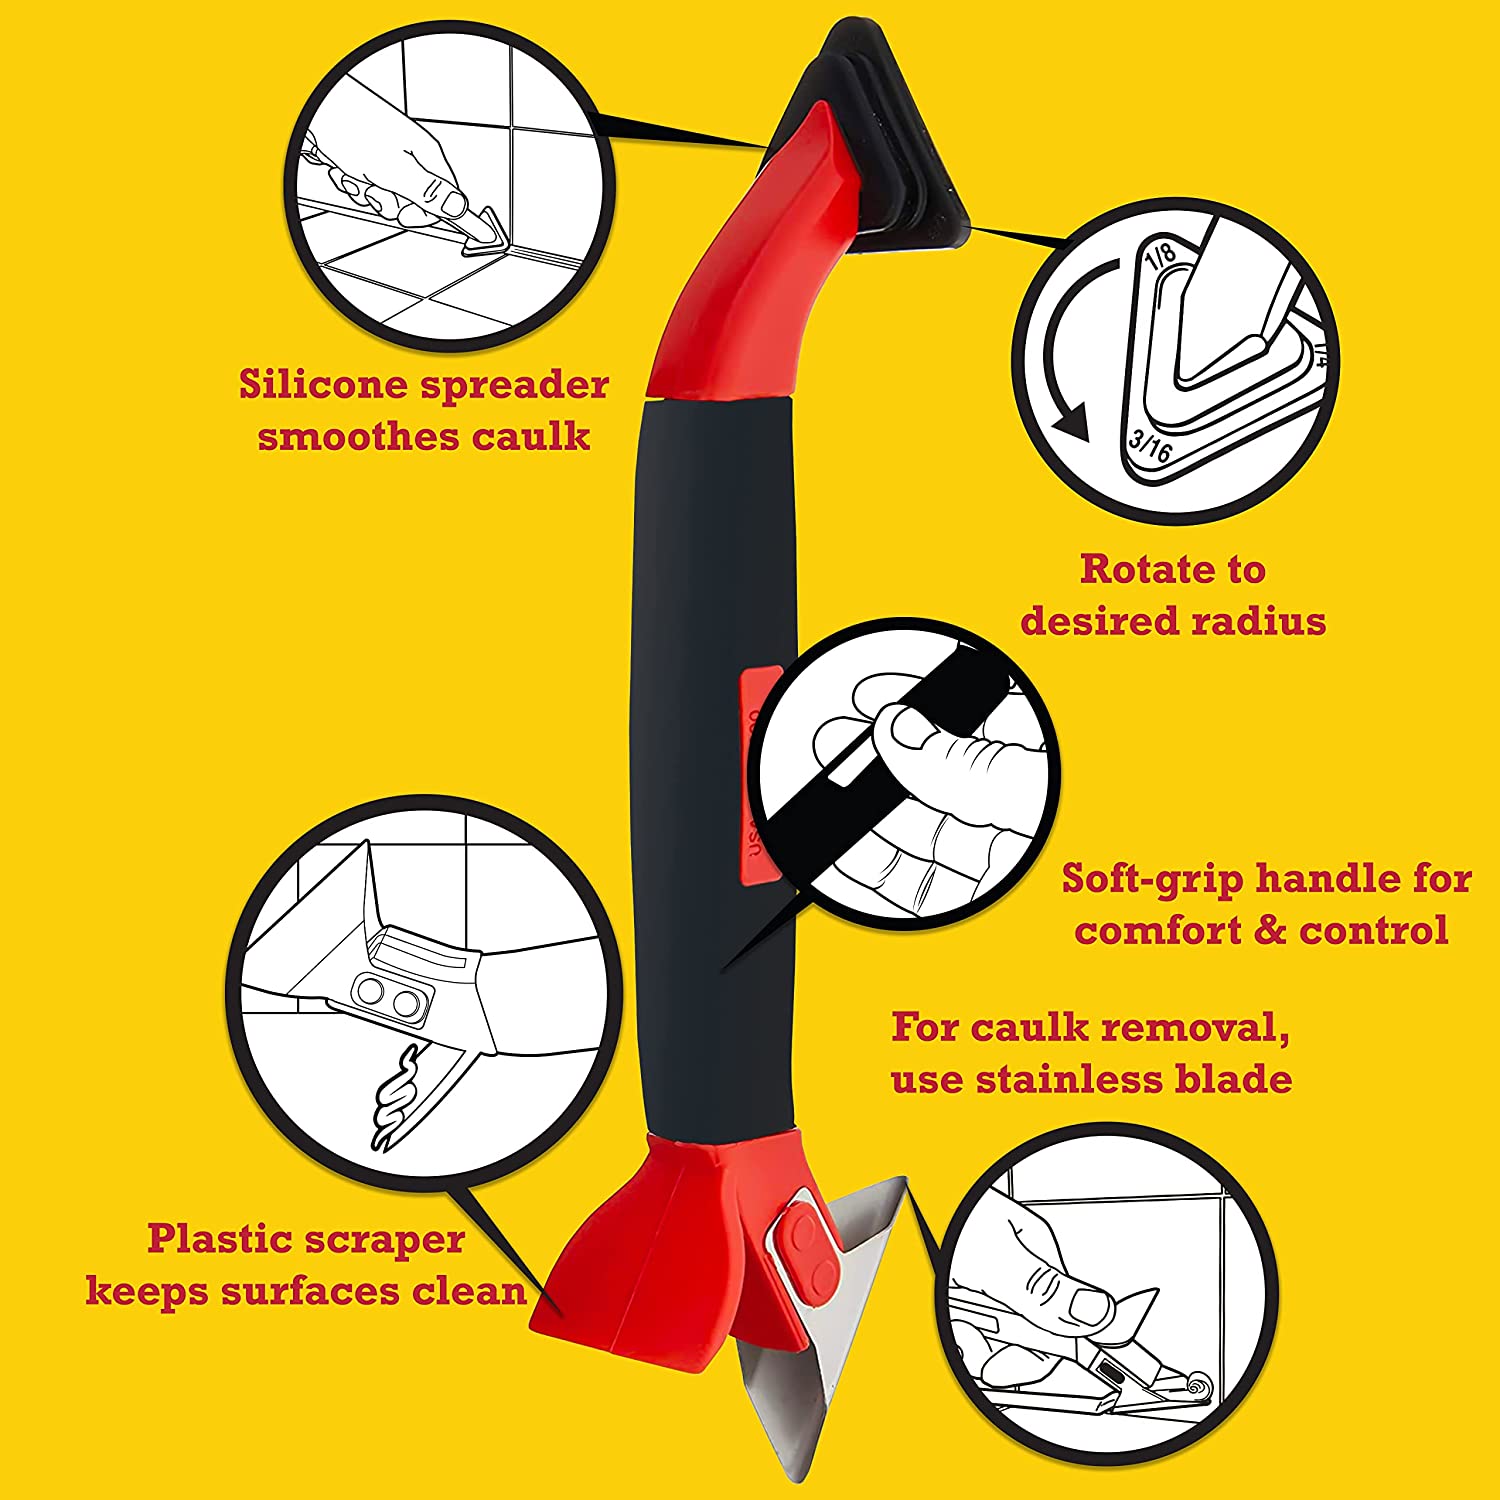 Silicone spreader
smoothes caulk
1/8
1/4
3/16
Rotate to
desired radius
Soft-grip handle for
comfort & control
For caulk removal,
use stainless blade
Plastic scraper
keeps surfaces clean